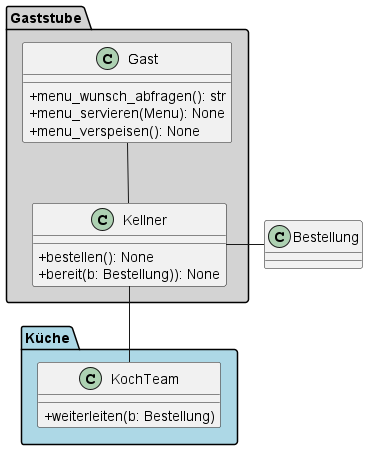 Gaststube
C Gast
+menu_wunsch_abfragen(): str
+menu_servieren(Menu): None
+menu_verspeisen(): None
C Kellner
+bestellen(): None
+bereit(b: Bestellung)): None
C Bestellung
Küche
C KochTeam
+weiterleiten(b: Bestellung)